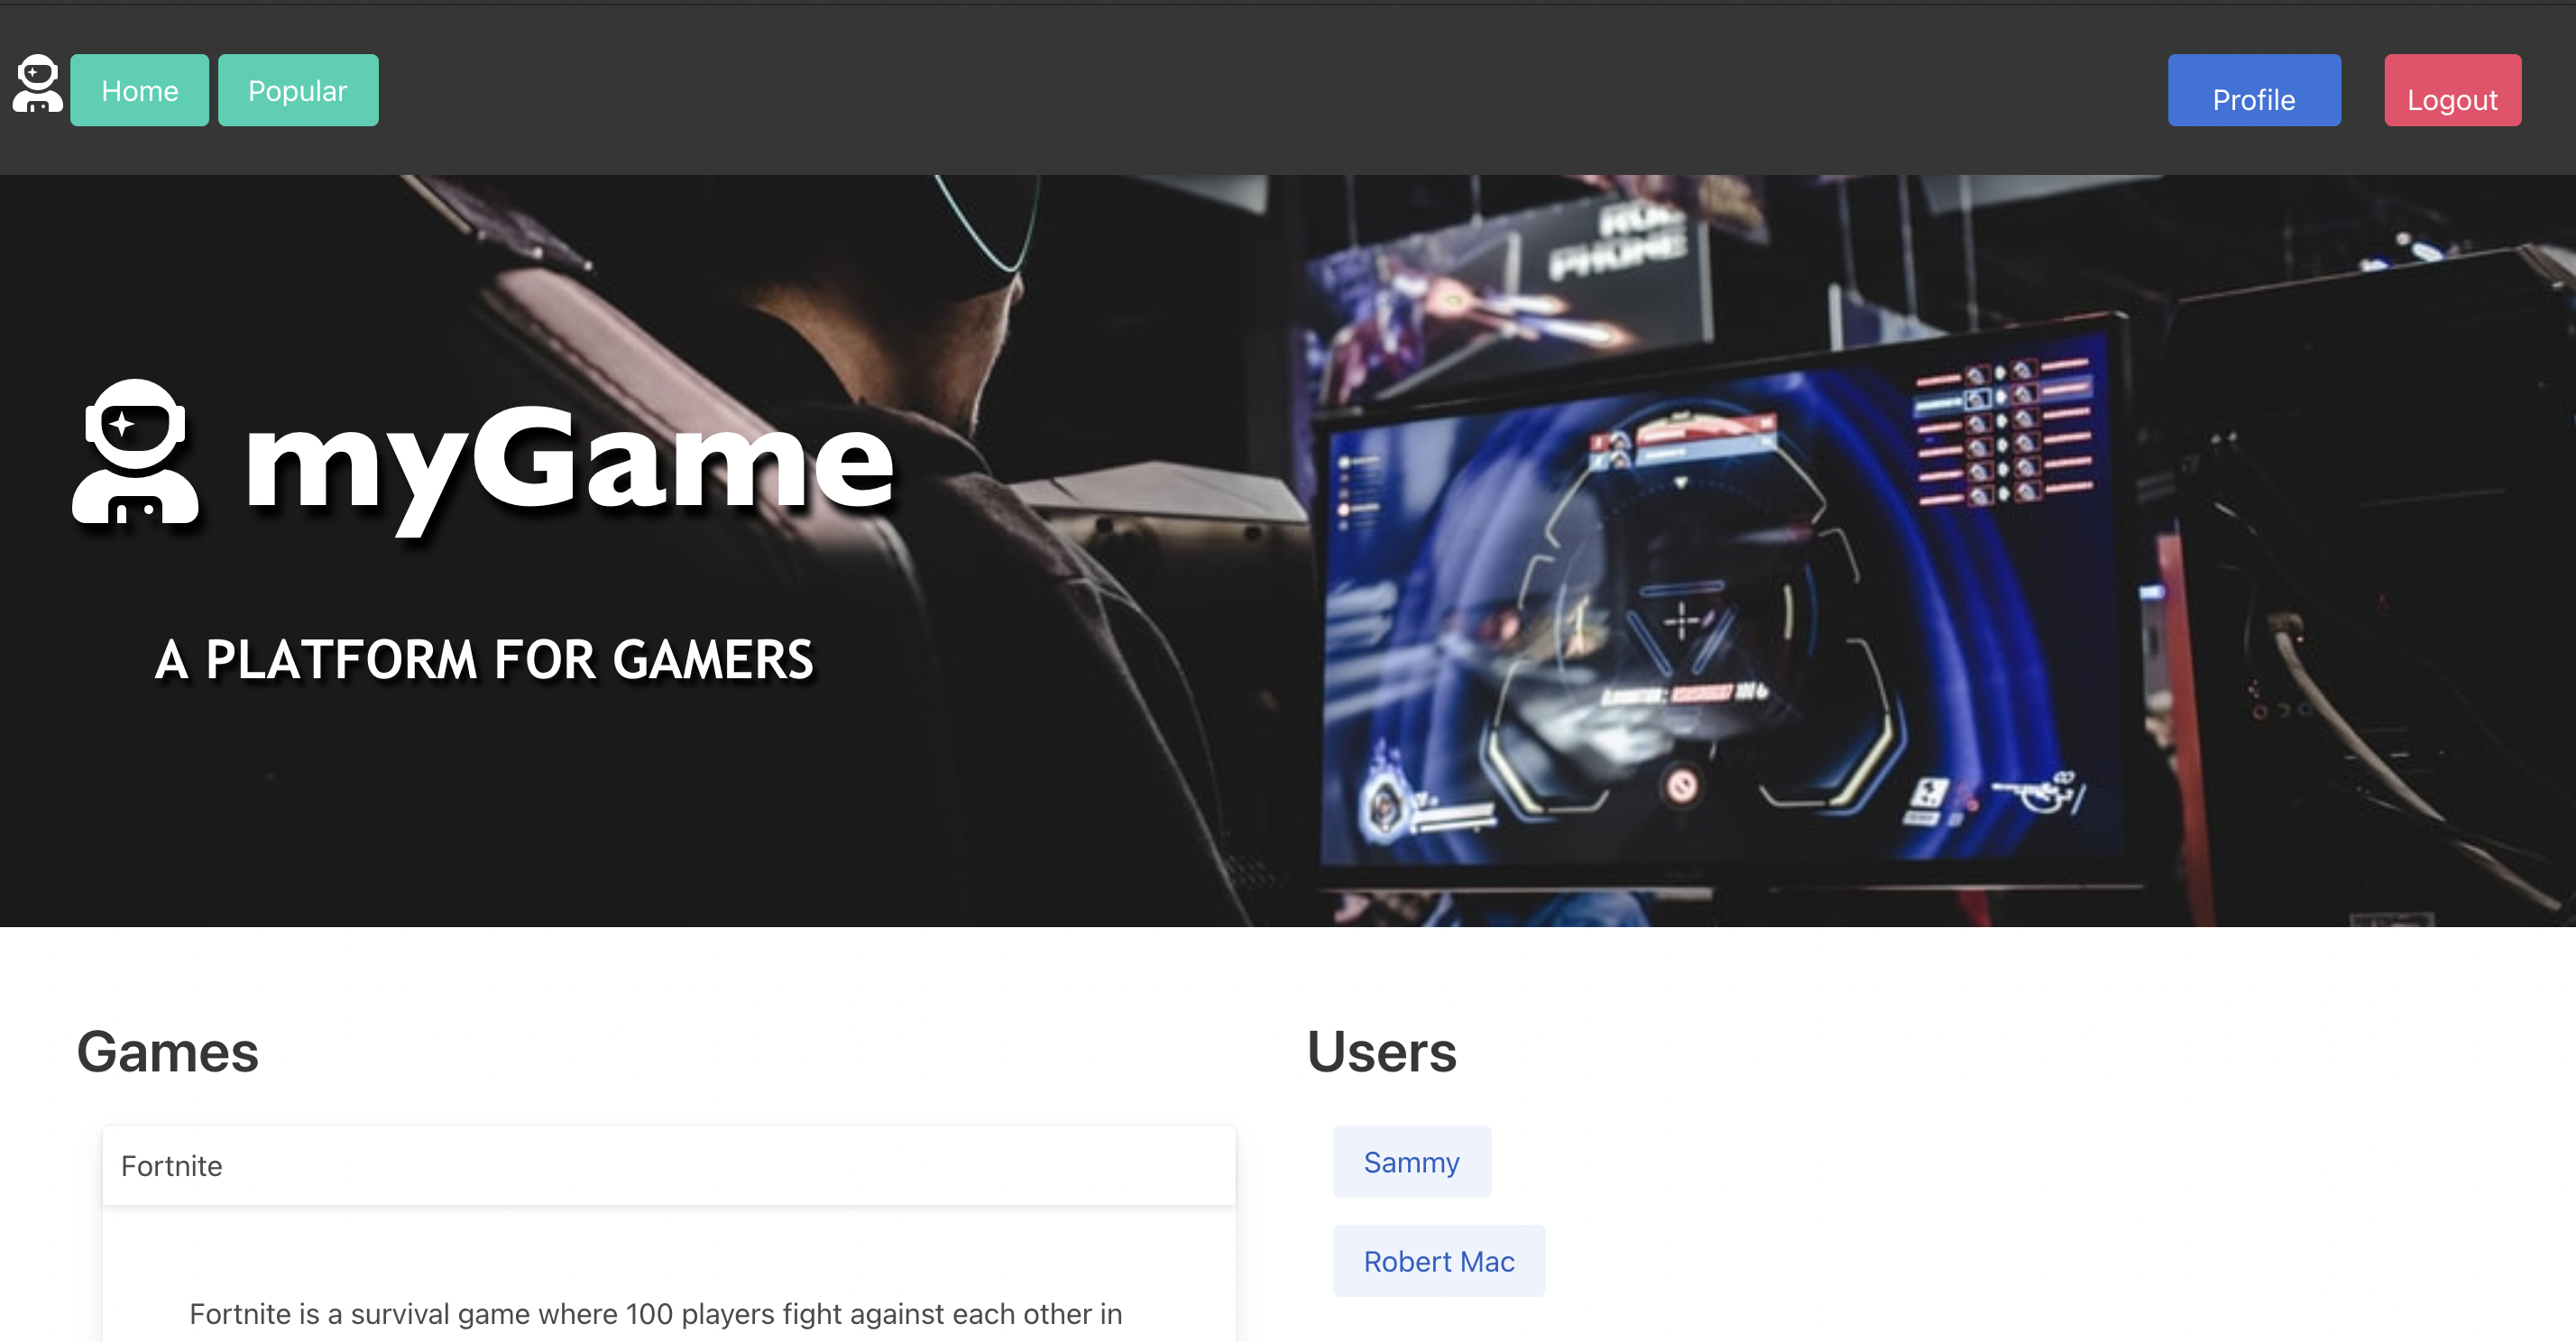 Home
Popular
Profile
Logout
PHONE
myGame
A PLATFORM FOR GAMERS
Games
Users
Fortnite
Sammy
Robert Mac
Fortnite is a survival game where 100 players fight against each other in